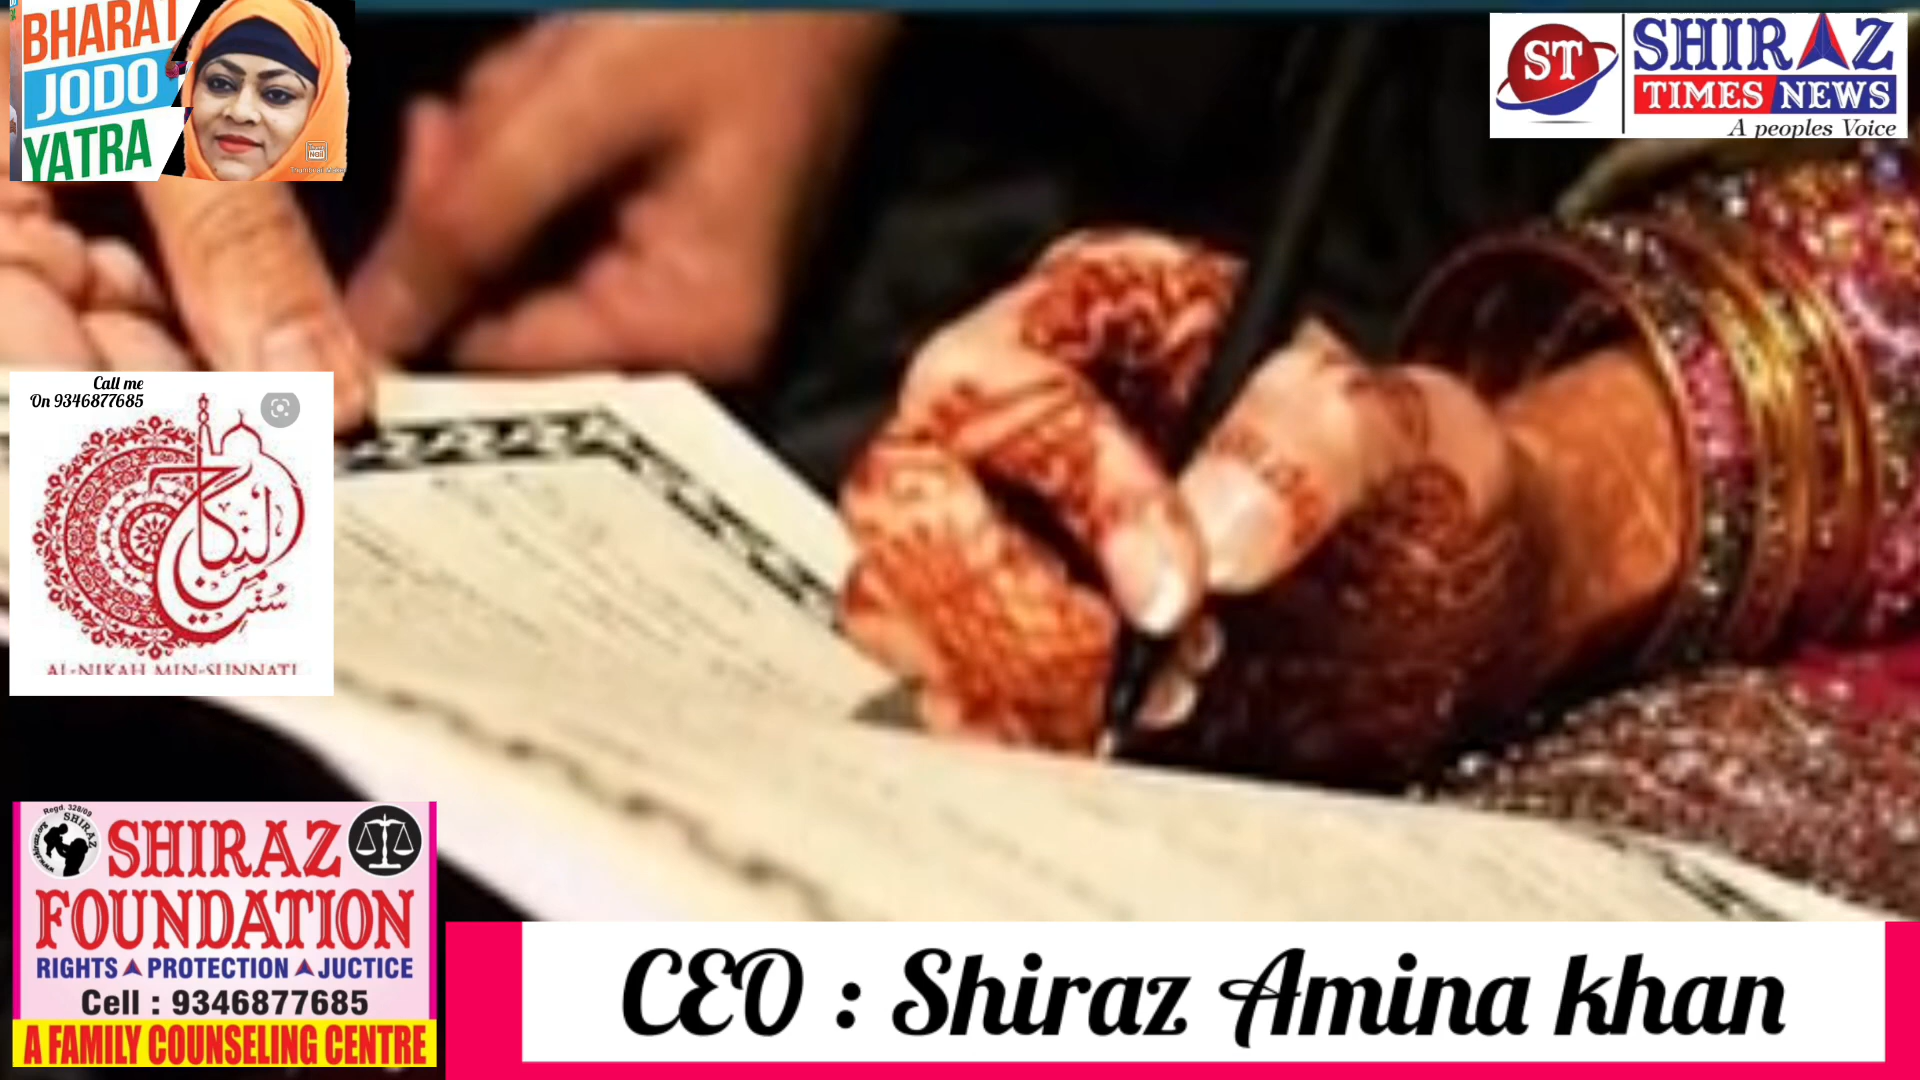 BHARAT
JODO
YATRA
ST
SHIRAZ
TIMES NEWS
A peoples Voice
Call me
On 9346877685
النكاح
من
سنتي
AL-NIKAH MIN-SUNNATI
Regd. 328/09
SHIRAZ
SHIRAZ
FOUNDATION
RIGHTS PROTECTION JUCTICE
Cell : 9346877685
A FAMILY COUNSELING CENTRE
CEO : Shiraz Amina khan